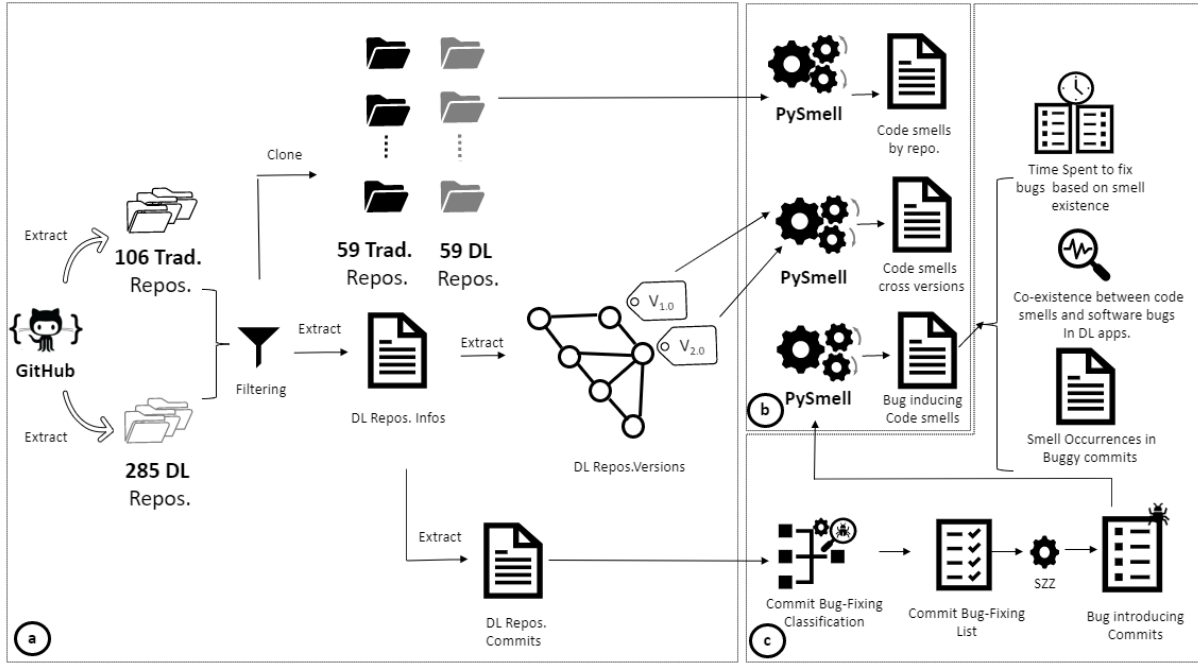 Extract
106 Trad.
Repos.
GitHub
Extract
285 DL
Repos.
Filtering
Clone
59 Trad.
Repos.
59 DL
Repos.
Extract
DL Repos. Infos
Extract
V1.0
V2.0
DL Repos.Versions
Extract
DL Repos.
Commits
a
PySmell
Code smells
by repo.
PySmell
Code smells
cross versions
PySmell
Bug inducing
Code smells
b
Time Spent to fix
bugs based on smell
existence
Co-existence between code
smells and software bugs
In DL apps.
Smell Occurrences in
Buggy commits
Commit Bug-Fixing
Classification
Commit Bug-Fixing
List
SZZ
Bug introducing
Commits
c